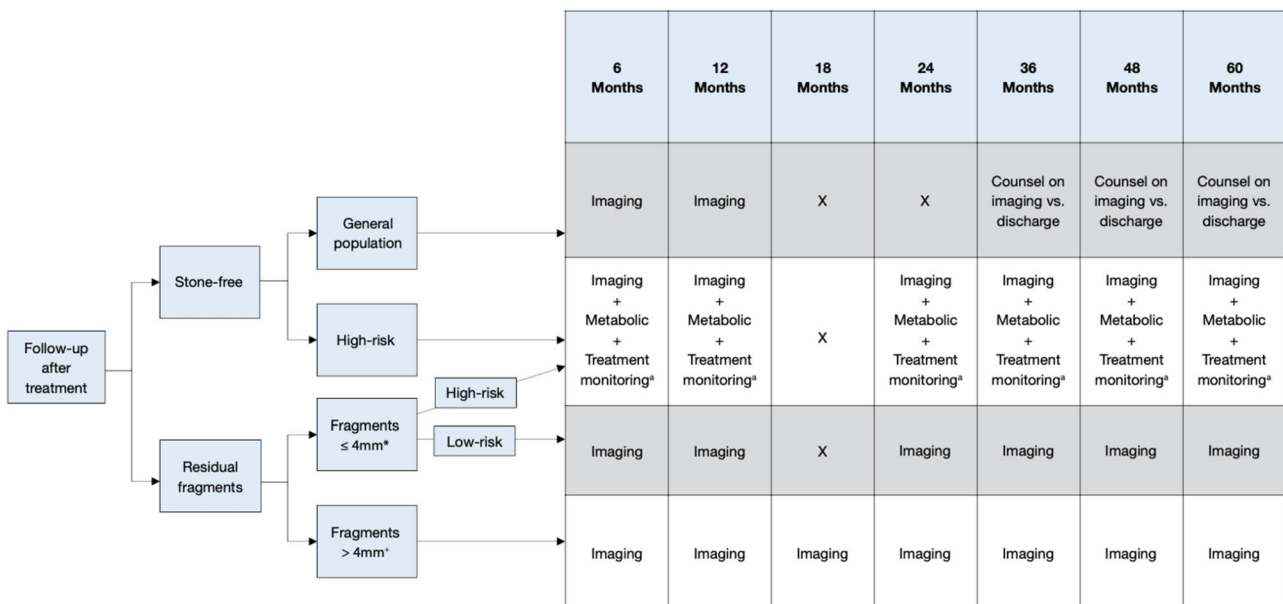 6 Months
12 Months
18 Months
24 Months
36 Months
48 Months
60 Months
Follow-up
after
treatment
Stone-free
Residual
fragments
General
population
High-risk
Fragments
≤ 4mm*
Fragments
> 4mm⁺
High-risk
Low-risk
Imaging
Imaging
X
X
Counsel on
imaging vs.
discharge
Counsel on
imaging vs.
discharge
Counsel on
imaging vs.
discharge
Imaging
+
Metabolic
+
Treatment
monitoringᵃ
Imaging
+
Metabolic
+
Treatment
monitoringᵃ
X
Imaging
+
Metabolic
+
Treatment
monitoringᵃ
Imaging
+
Metabolic
+
Treatment
monitoringᵃ
Imaging
+
Metabolic
+
Treatment
monitoringᵃ
Imaging
+
Metabolic
+
Treatment
monitoringᵃ
Imaging
Imaging
X
Imaging
Imaging
Imaging
Imaging
Imaging
Imaging
Imaging
Imaging
Imaging
Imaging
Imaging